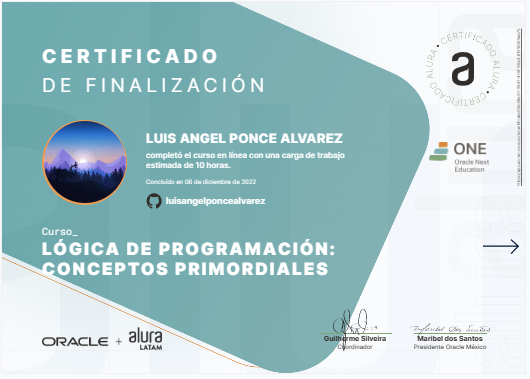 CERTIFICADO
DE FINALIZACIÓN
LUIS ANGEL PONCE ALVAREZ
completó el curso en línea con una carga de trabajo
estimada de 10 horas.
Concluído en 08 de diciembre de 2022
luisangelponcealvarez
Curso_
LÓGICA DE PROGRAMACIÓN:
CONCEPTOS PRIMORDIALES
ORACLE + alura
LATAM
Guilherme Silveira
Coordinador
Maribel dos Santos
Presidente Oracle México
CERTIFICADO ALURA • CERTIFICADO ALURA •
a
ONE
Oracle Next
Education